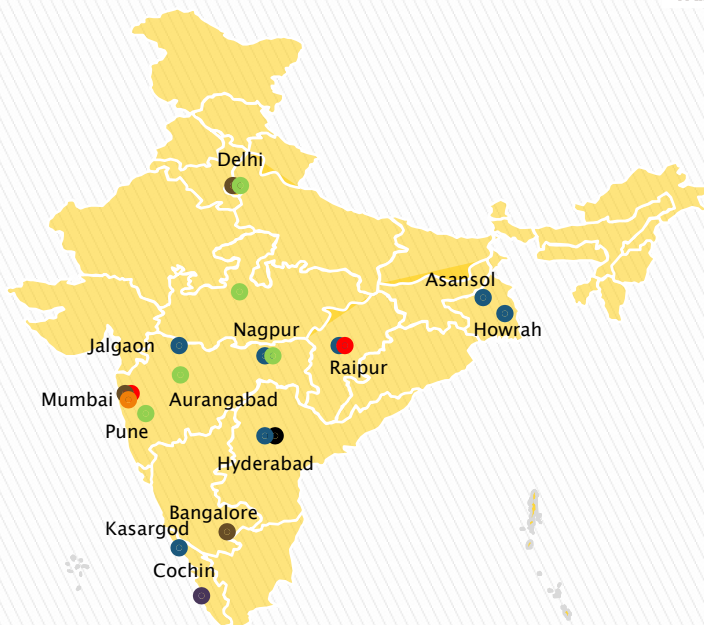 Delhi
Asansol
Howrah
Jalgaon
Nagpur
Raipur
Mumbai
Aurangabad
Pune
Hyderabad
Bangalore
Kasargod
Cochin